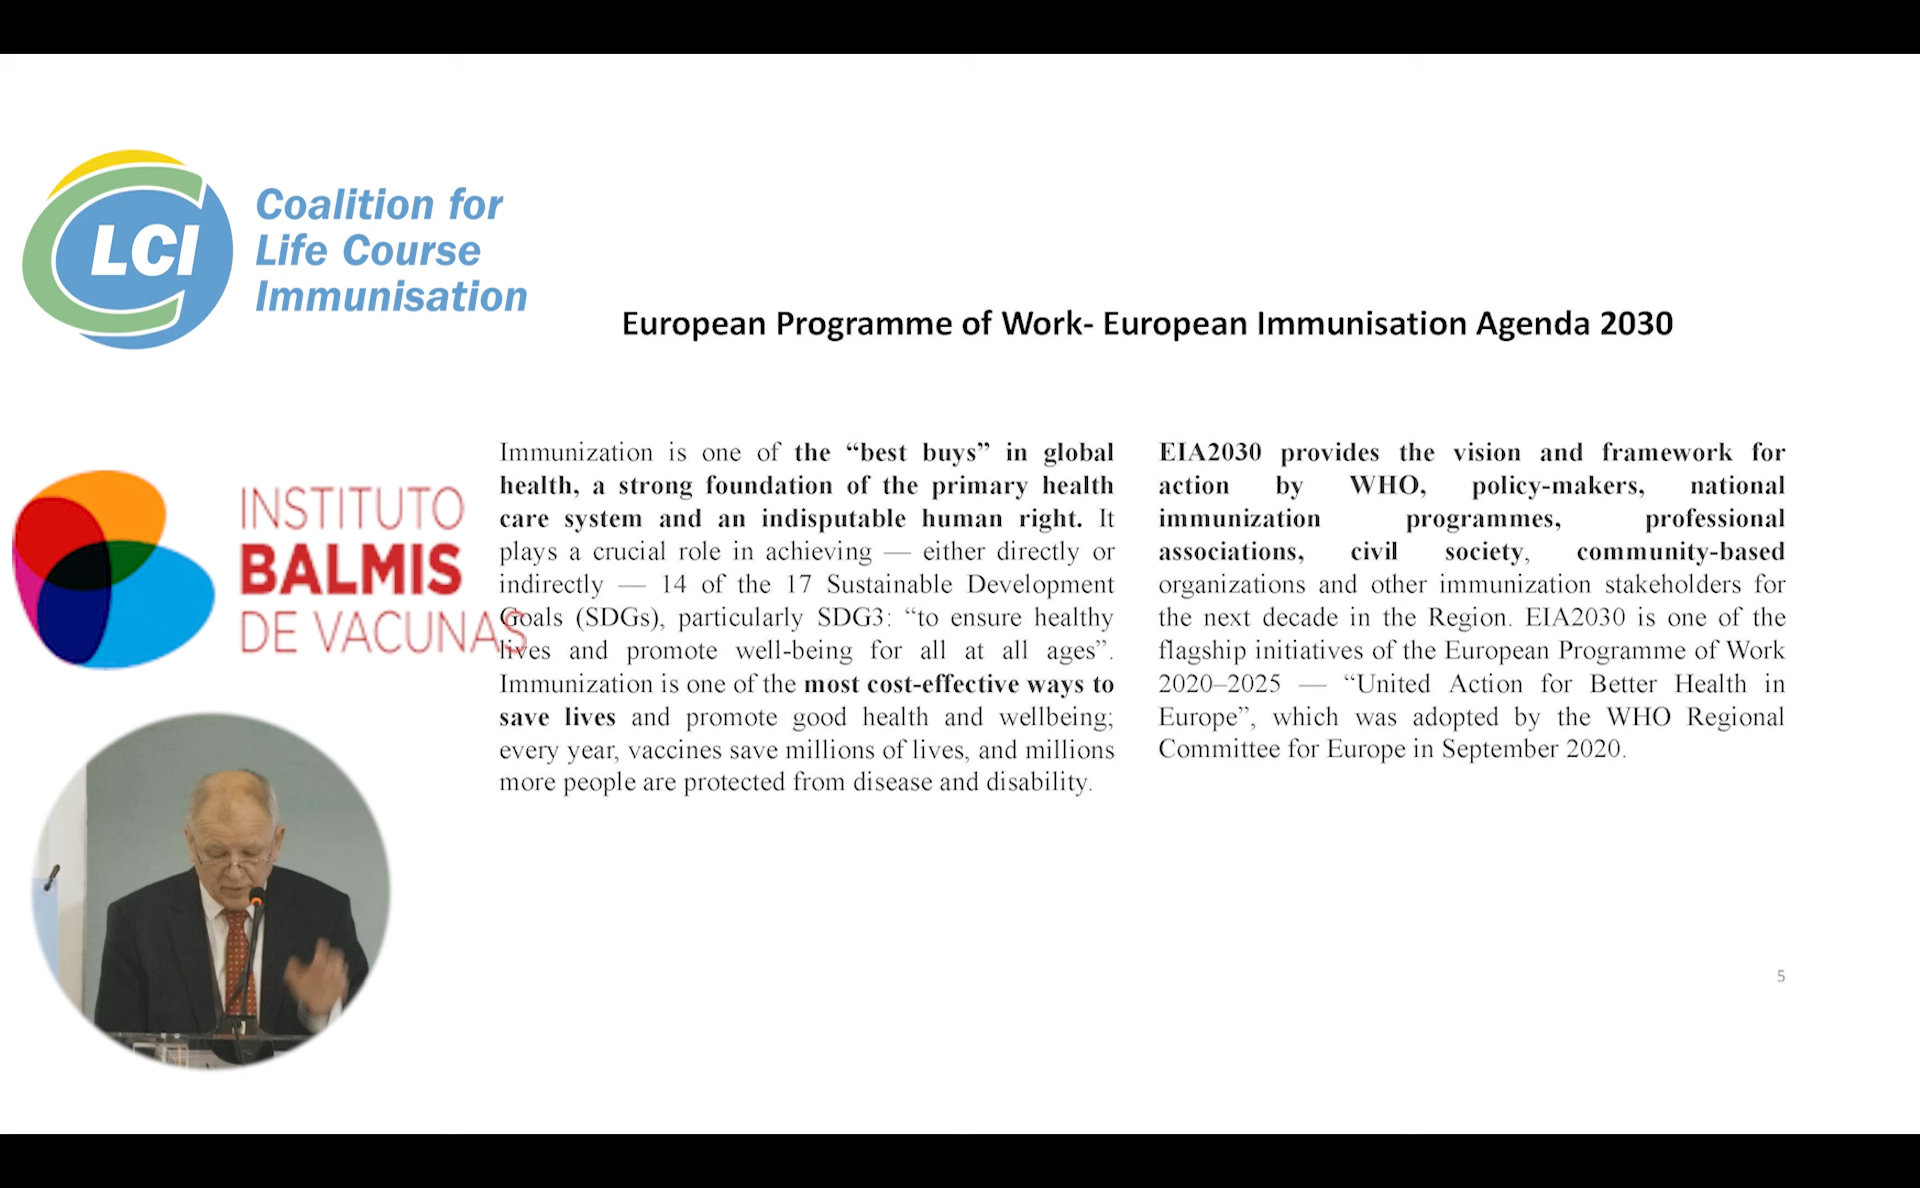 LCI
Coalition for
Life Course
Immunisation
European Programme of Work- European Immunisation Agenda 2030
INSTITUTO
BALMIS
DE VACUNAS
Immunization is one of the “best buys” in global
health, a strong foundation of the primary health
care system and an indisputable human right. It
plays a crucial role in achieving — either directly or
indirectly — 14 of the 17 Sustainable Development
Goals (SDGs), particularly SDG3: “to ensure healthy
lives and promote well-being for all at all ages”.
Immunization is one of the most cost-effective ways to
save lives and promote good health and wellbeing;
every year, vaccines save millions of lives, and millions
more people are protected from disease and disability.
EIA2030 provides the vision and framework for
action by WHO, policy-makers, national
immunization programmes, professional
associations, civil society, community-based
organizations and other immunization stakeholders for
the next decade in the Region. EIA2030 is one of the
flagship initiatives of the European Programme of Work
2020–2025 — “United Action for Better Health in
Europe”, which was adopted by the WHO Regional
Committee for Europe in September 2020.
5